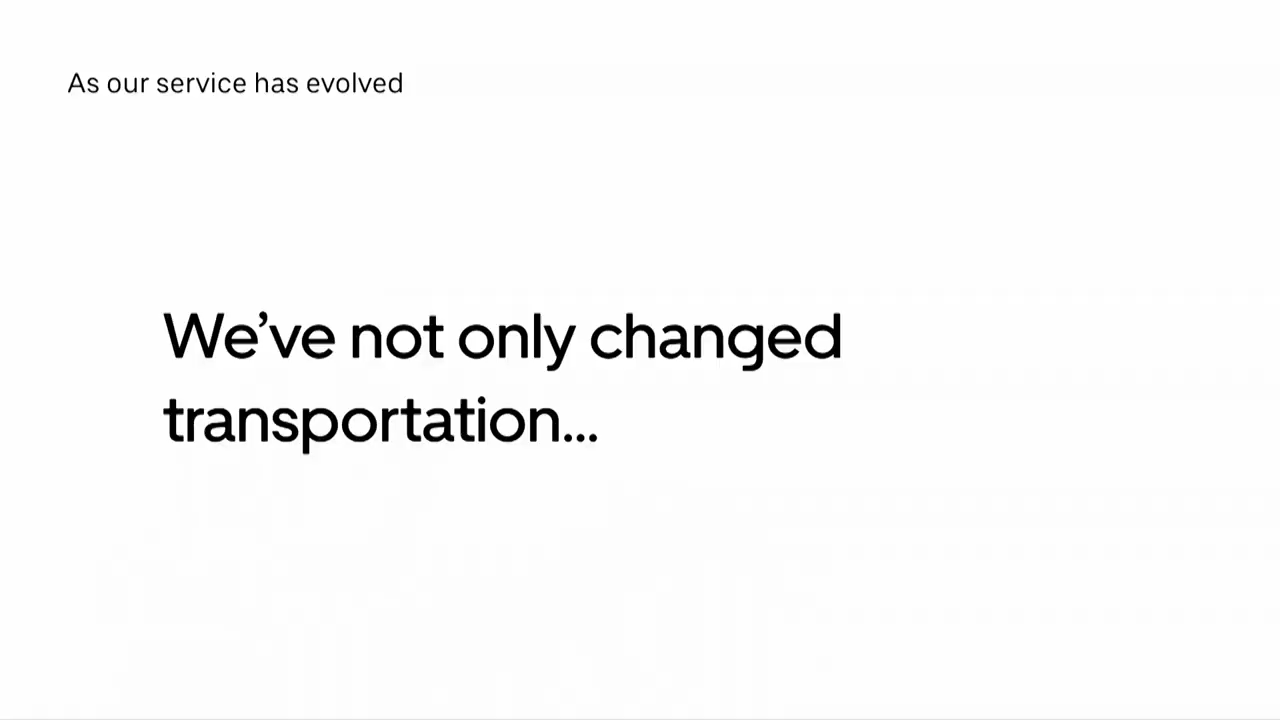 As our service has evolved
We’ve not only changed
transportation...